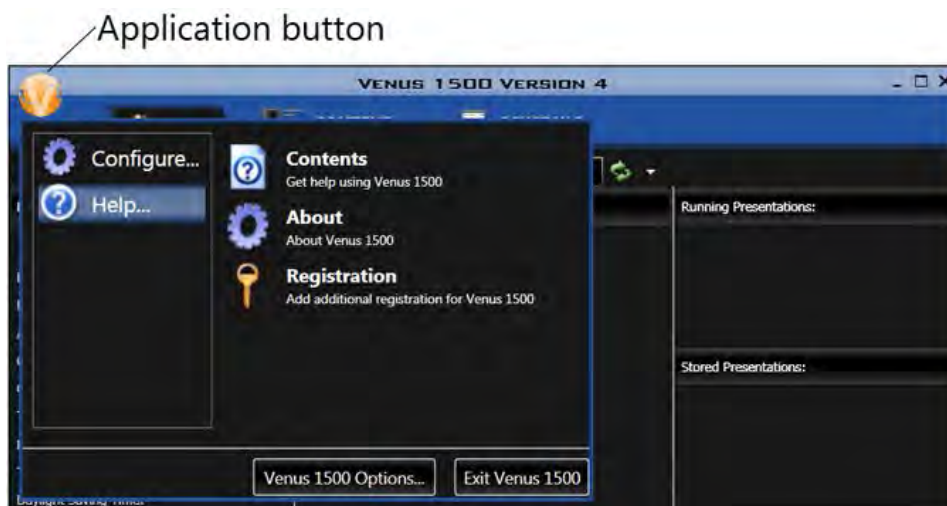 Application button
VENUS 1500 VERSION 4
Configure...
Help...
Contents
Get help using Venus 1500
About
About Venus 1500
Registration
Add additional registration for Venus 1500
Running Presentations:
Stored Presentations:
Venus 1500 Options...
Exit Venus 1500